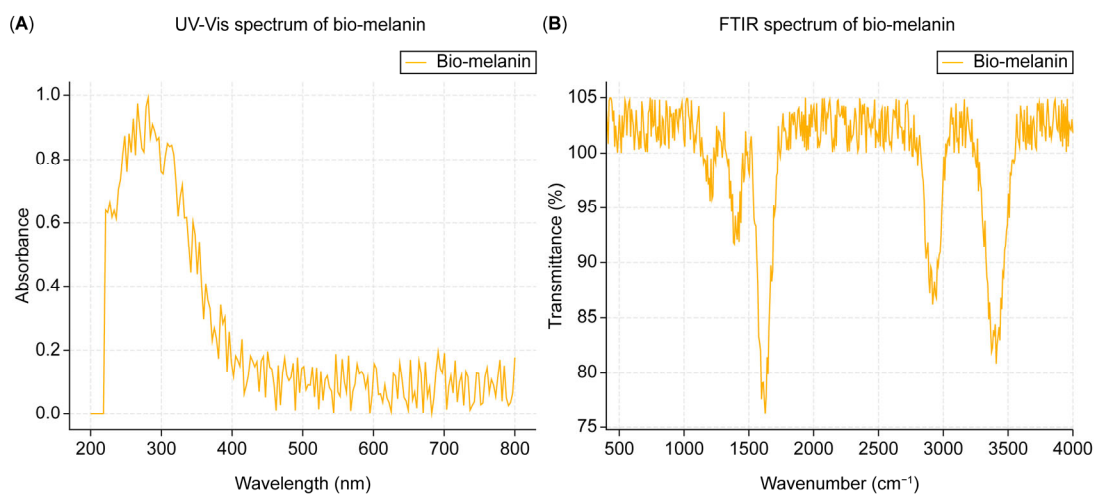 (A)
UV-Vis spectrum of bio-melanin
Bio-melanin
1.0
0.8
0.6
0.4
0.2
0.0
Absorbance
200 300 400 500 600 700 800
Wavelength (nm)
(B)
FTIR spectrum of bio-melanin
Bio-melanin
105
100
95
90
85
80
75
Transmittance (%)
500 1000 1500 2000 2500 3000 3500 4000
Wavenumber (cm⁻¹)